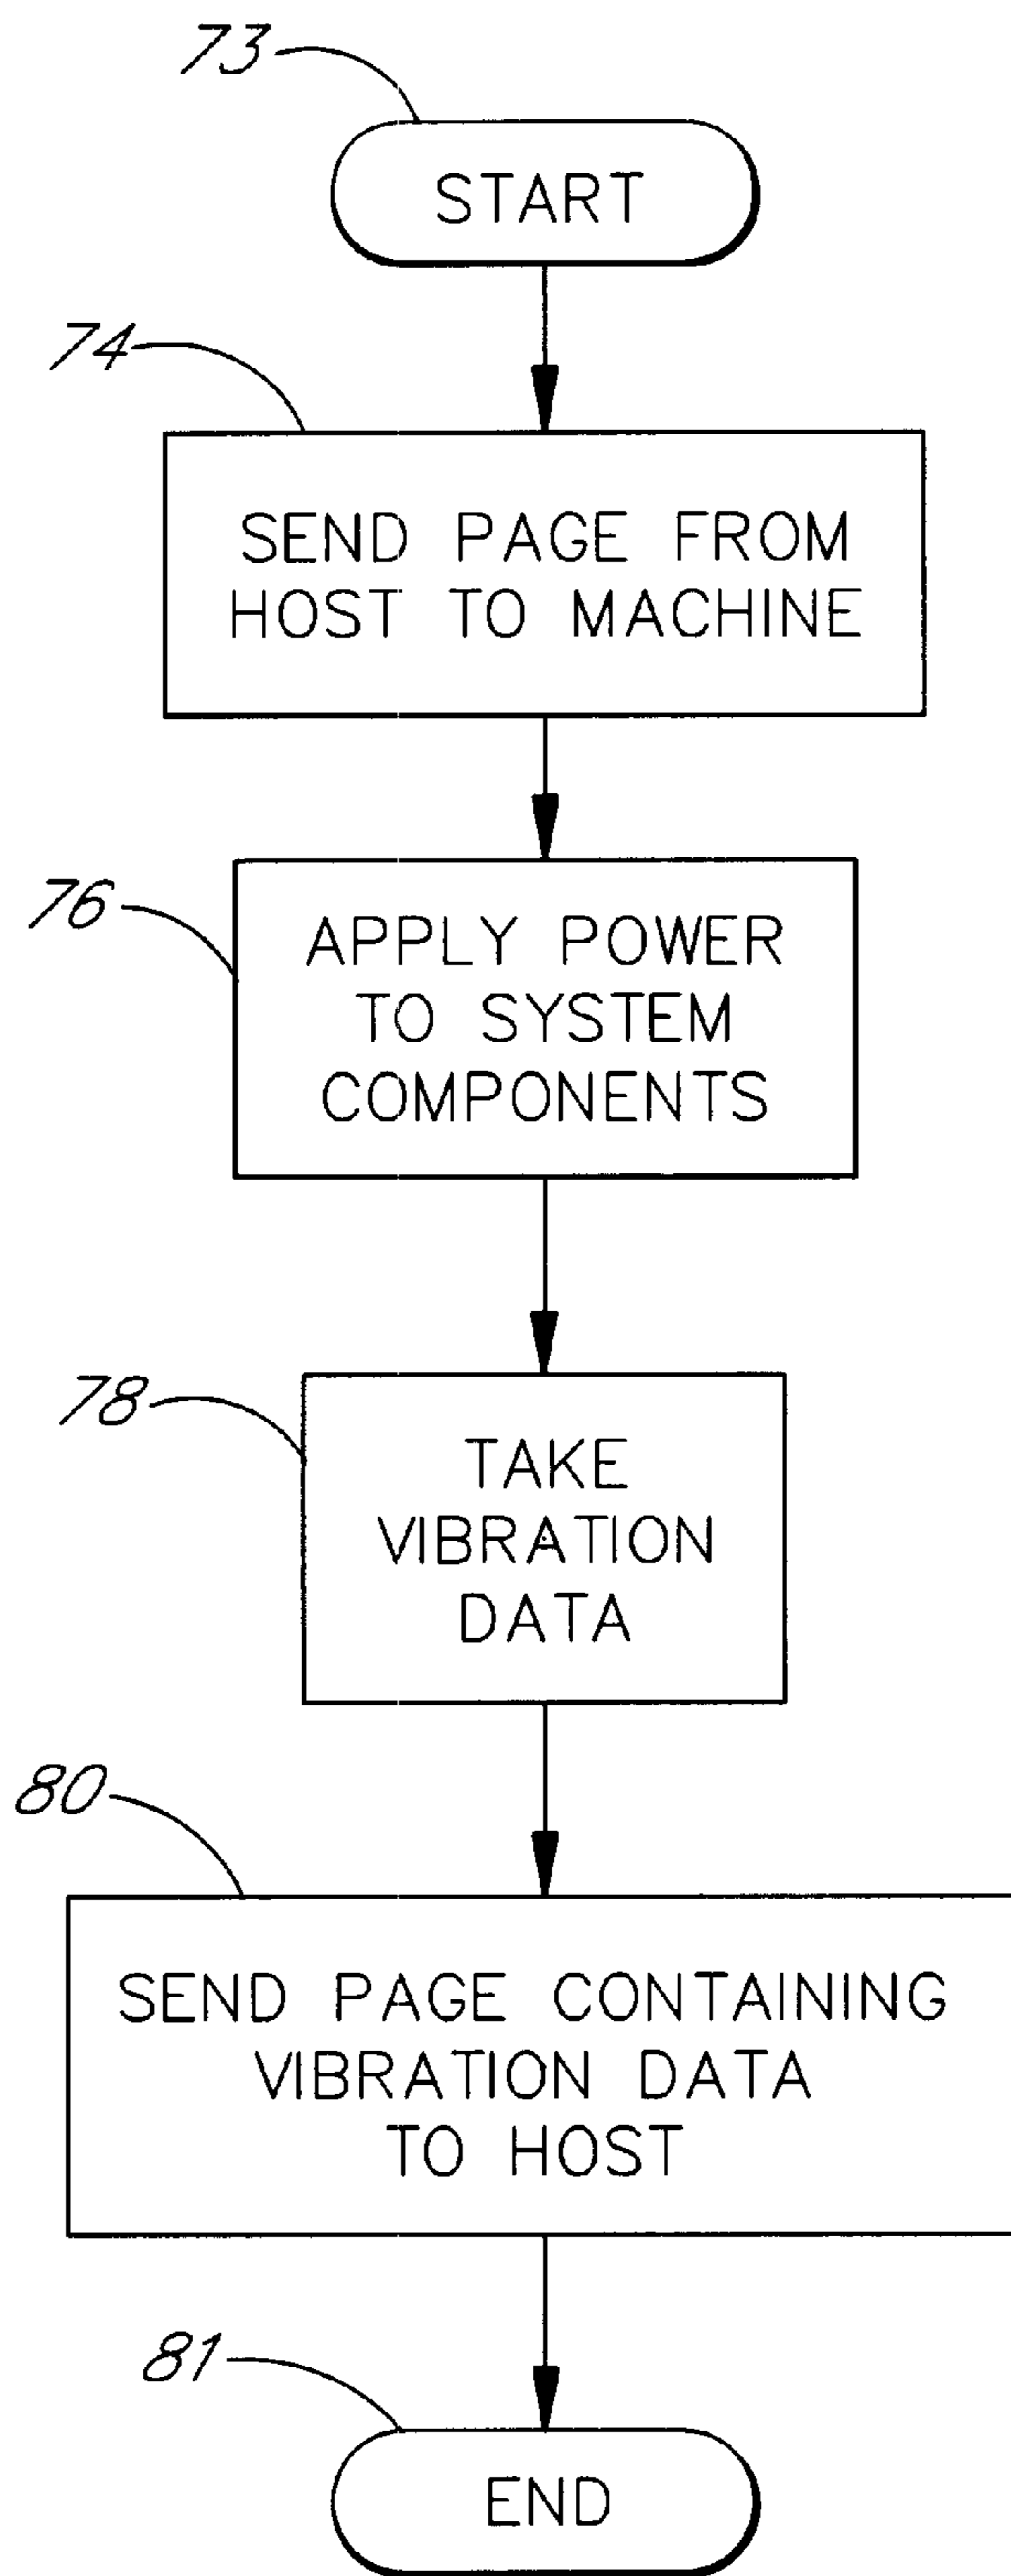 73
START
74
SEND PAGE FROM
HOST TO MACHINE
76
APPLY POWER
TO SYSTEM
COMPONENTS
78
TAKE
VIBRATION
DATA
80
SEND PAGE CONTAINING
VIBRATION DATA
TO HOST
81
END